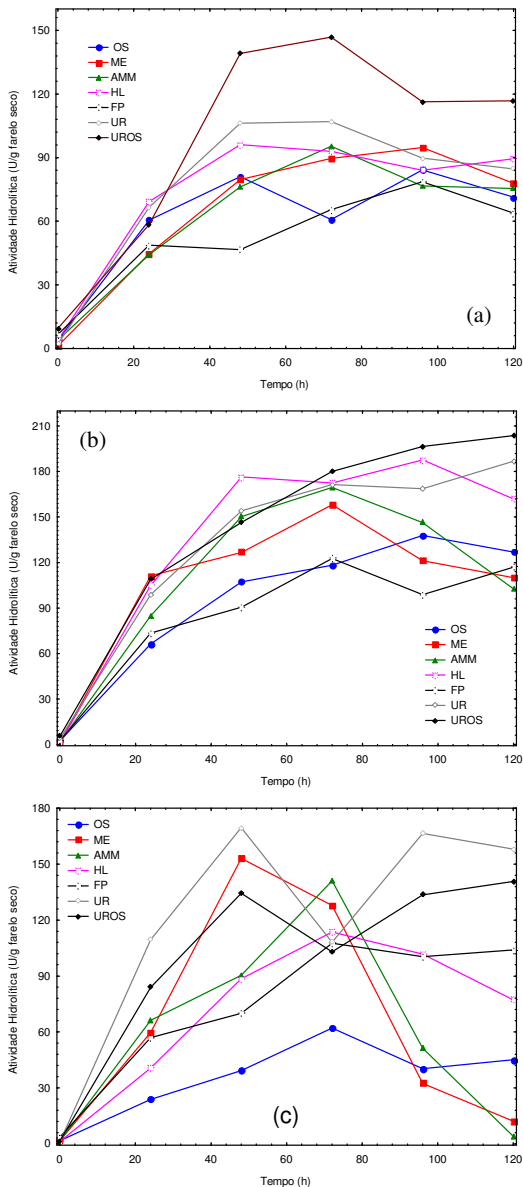 150
120
90
60
30
0
Atividade Hidrolítica (U/g farelo seco)
OS
ME
AMM
HL
FP
UR
UROS
(a)
0 20 40 60 80 100 120
Tempo (h)
(b)
210
180
150
120
90
60
30
0
Atividade Hidrolítica (U/g farelo seco)
OS
ME
AMM
HL
FP
UR
UROS
0 20 40 60 80 100 120
Tempo (h)
180
150
120
90
60
30
0
Atividade Hidrolítica (U/g farelo seco)
OS
ME
AMM
HL
FP
UR
UROS
(c)
0 20 40 60 80 100 120
Tempo (h)